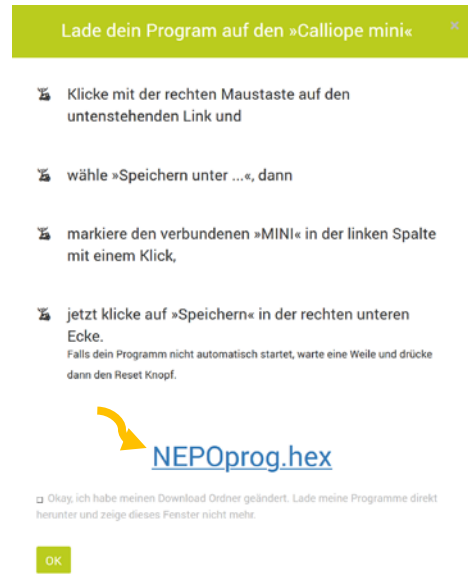 Lade dein Program auf den »Calliope mini«
×
Klicke mit der rechten Maustaste auf den
untenstehenden Link und
wähle »Speichern unter ...«, dann
markiere den verbundenen »MINI« in der linken Spalte
mit einem Klick,
jetzt klicke auf »Speichern« in der rechten unteren
Ecke.
Falls dein Programm nicht automatisch startet, warte eine Weile und drücke
dann den Reset Knopf.
NEPOprog.hex
Okay, ich habe meinen Download Ordner geändert. Lade meine Programme direkt
herunter und zeige dieses Fenster nicht mehr.
OK